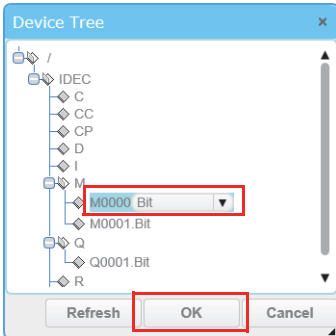 Device Tree ×
/
IDEC
C
CC
CP
D
I
M
M0000 Bit
M0001.Bit
Q
Q0001.Bit
R
Refresh OK Cancel